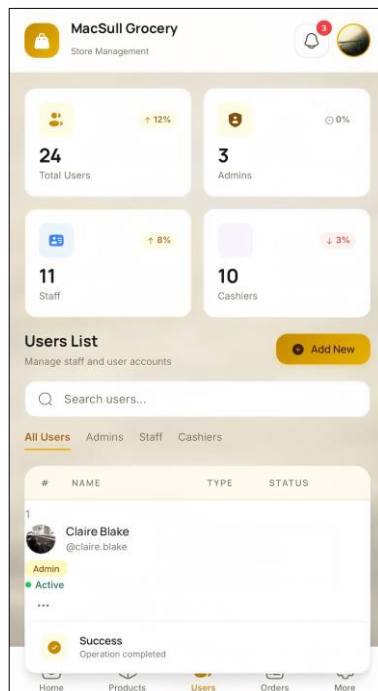 MacSull Grocery
Store Management
3
↑ 12%
24
Total Users
0%
3
Admins
↑ 8%
11
Staff
↓ 3%
10
Cashiers
Users List
Manage staff and user accounts
Add New
Search users...
All Users Admins Staff Cashiers
# NAME TYPE STATUS
1
Claire Blake
@claire.blake
Admin
Active
...
Success
Operation completed
Home Products Users Orders More